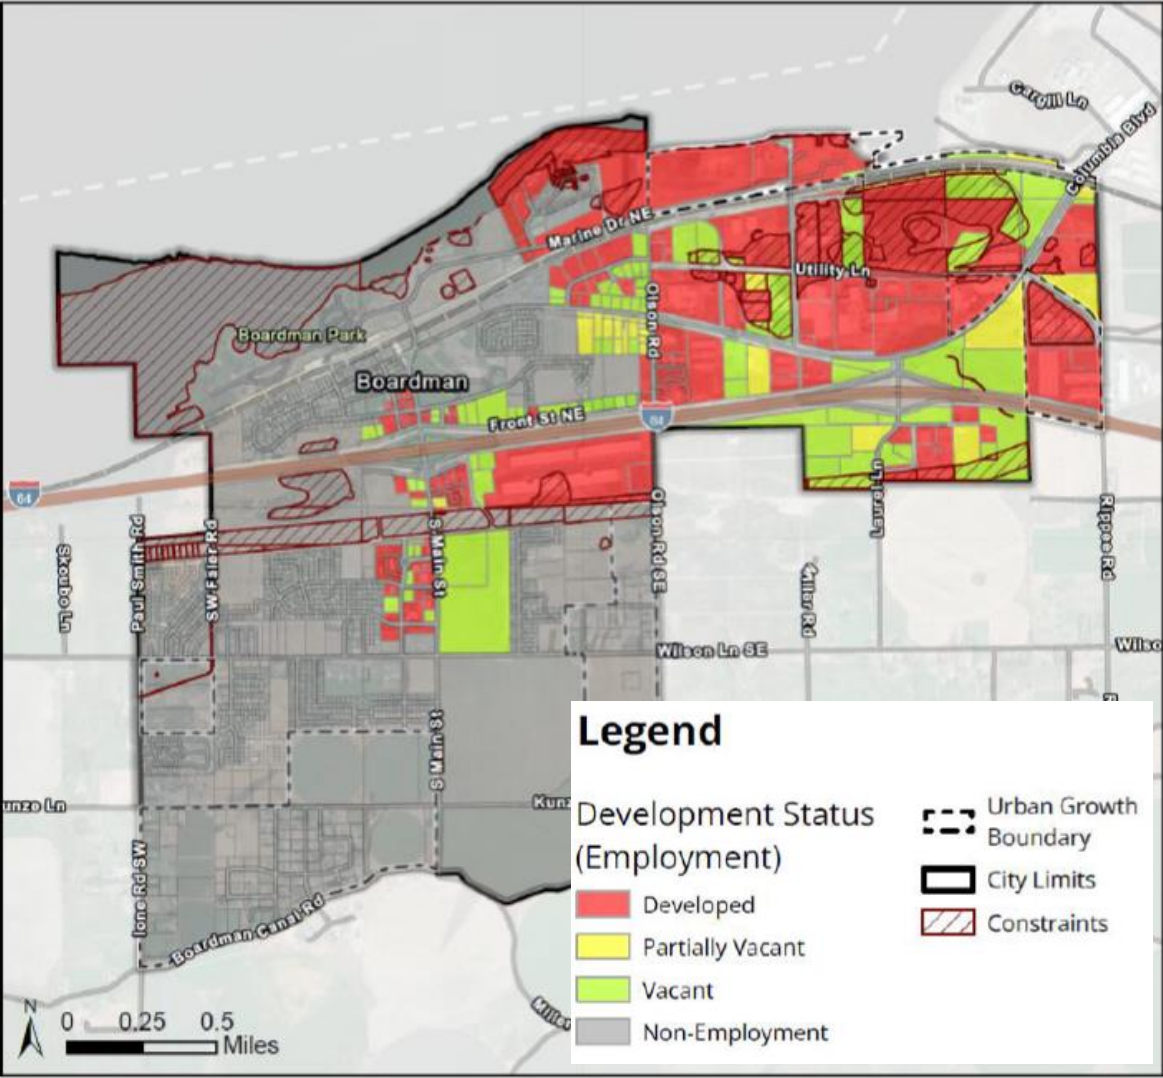 Cargill Ln
Columbia Blvd
Marine Dr NE
Utility Ln
Olson Rd
Boardman Park
Boardman
Front St NE
84
84
Skoubo Ln
Paul Smith Rd
SW Faler Rd
S Main St
Olson Rd SE
Laurel Ln
Rippee Rd
Miller Rd
Wilson Ln SE
Wilso
S Main St
R
unze Ln
Kunz
Ione Rd SW
Boardman Canal Rd
Miller
N
0 0.25 0.5
Miles
Legend
Development Status
(Employment)
Developed
Partially Vacant
Vacant
Non-Employment
Urban Growth
Boundary
City Limits
Constraints